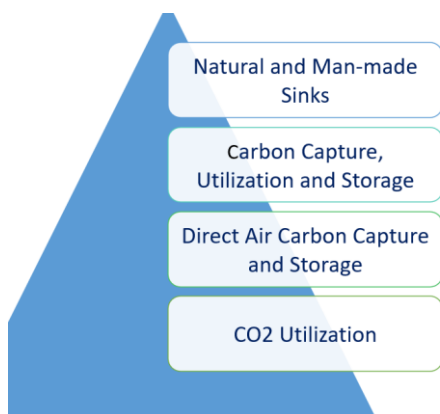 Natural and Man-made
Sinks
Carbon Capture,
Utilization and Storage
Direct Air Carbon Capture
and Storage
CO2 Utilization